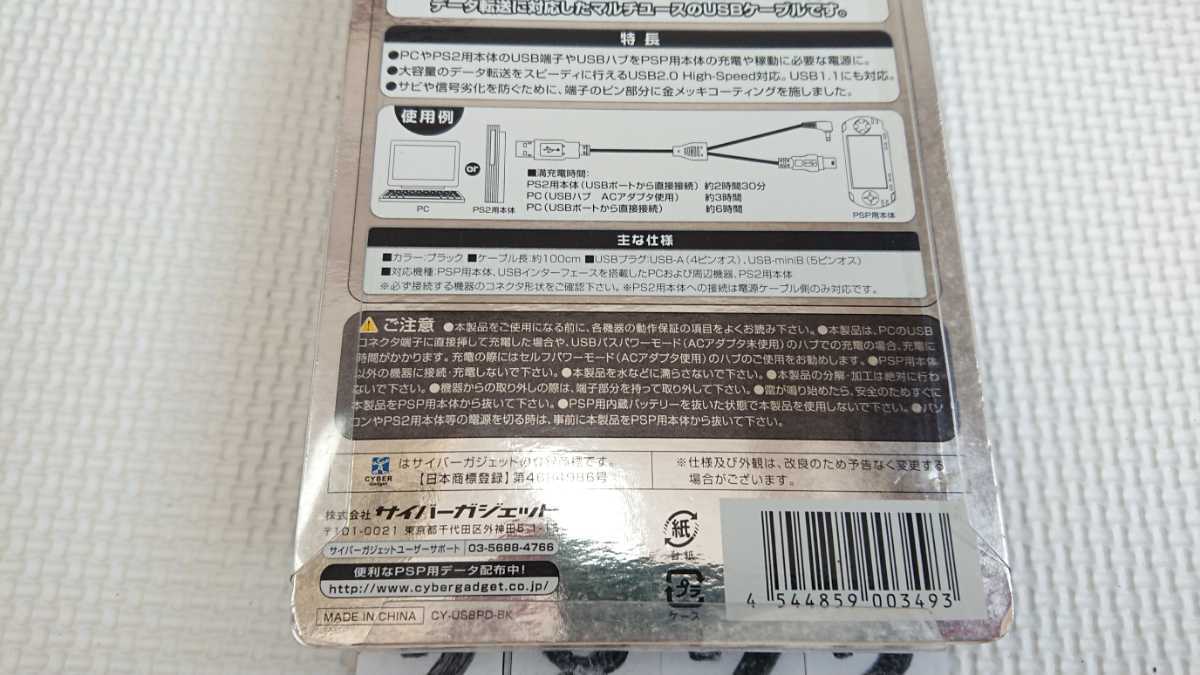 データ転送に対応したマルチユースのUSBケーブルです。
特長
●PCやPS2用本体のUSB端子やUSBハブをPSP用本体の充電や稼動に必要な電源に。
●大容量のデータ転送をスピーディに行えるUSB2.0 High-Speed対応。USB1.1にも対応。
●サビや信号劣化を防ぐために、端子のピン部分に金メッキコーティングを施しました。
使用例
or
■満充電時間:
PS2用本体(USBポートから直接接続) 約2時間30分
PC(USBハブ ACアダプタ使用) 約3時間
PC(USBポートから直接接続) 約6時間
PC
PS2用本体
PSP用本体
主な仕様
■カラー:ブラック ■ケーブル長:約100cm ■USBプラグ:USB-A(4ピンオス)、USB-miniB(5ピンオス)
■対応機種:PSP用本体、USBインターフェースを搭載したPCおよび周辺機器、PS2用本体
※必ず接続する機器のコネクタ形状をご確認下さい。※PS2用本体への接続は電源ケーブル側のみ対応です。
ご注意 ●本製品をご使用になる前に、各機器の動作保証の項目をよくお読み下さい。●本製品は、PCのUSB
コネクタ端子に直接挿して充電した場合や、USBバスパワーモード(ACアダプタ未使用)のハブでの充電の場合、充電に
時間がかかります。充電の際にはセルフパワーモード(ACアダプタ使用)のハブのご使用をお勧めします。●PSP用本体
以外の機器に接続・充電しないで下さい。●本製品を水などに濡らさないで下さい。●本製品の分解・加工は絶対に行わ
ないで下さい。●機器からの取り外しの際は、端子部分を持って取り外して下さい。●雷が鳴り始めたら、安全のためすぐに
本製品をPSP用本体から抜いて下さい。●PSP用内蔵バッテリーを抜いた状態で本製品を使用しないで下さい。●パソ
コンやPS2用本体等の電源を切る時は、事前に本製品をPSP用本体から抜いて下さい。
CYBER
gadget
はサイバーガジェットの登録商標です。
【日本商標登録】第4681986号
※仕様及び外観は、改良のため予告なく変更する
場合がございます。
株式会社サイバーガジェット
〒101-0021 東京都千代田区外神田
サイバーガジェットユーザーサポート 03-5688-4766
便利なPSP用データ配布中!
http://www.cybergadget.co.jp/
MADE IN CHINA CY-USBPD-BK
紙
台紙
プラ
ケース
4 544859 003493